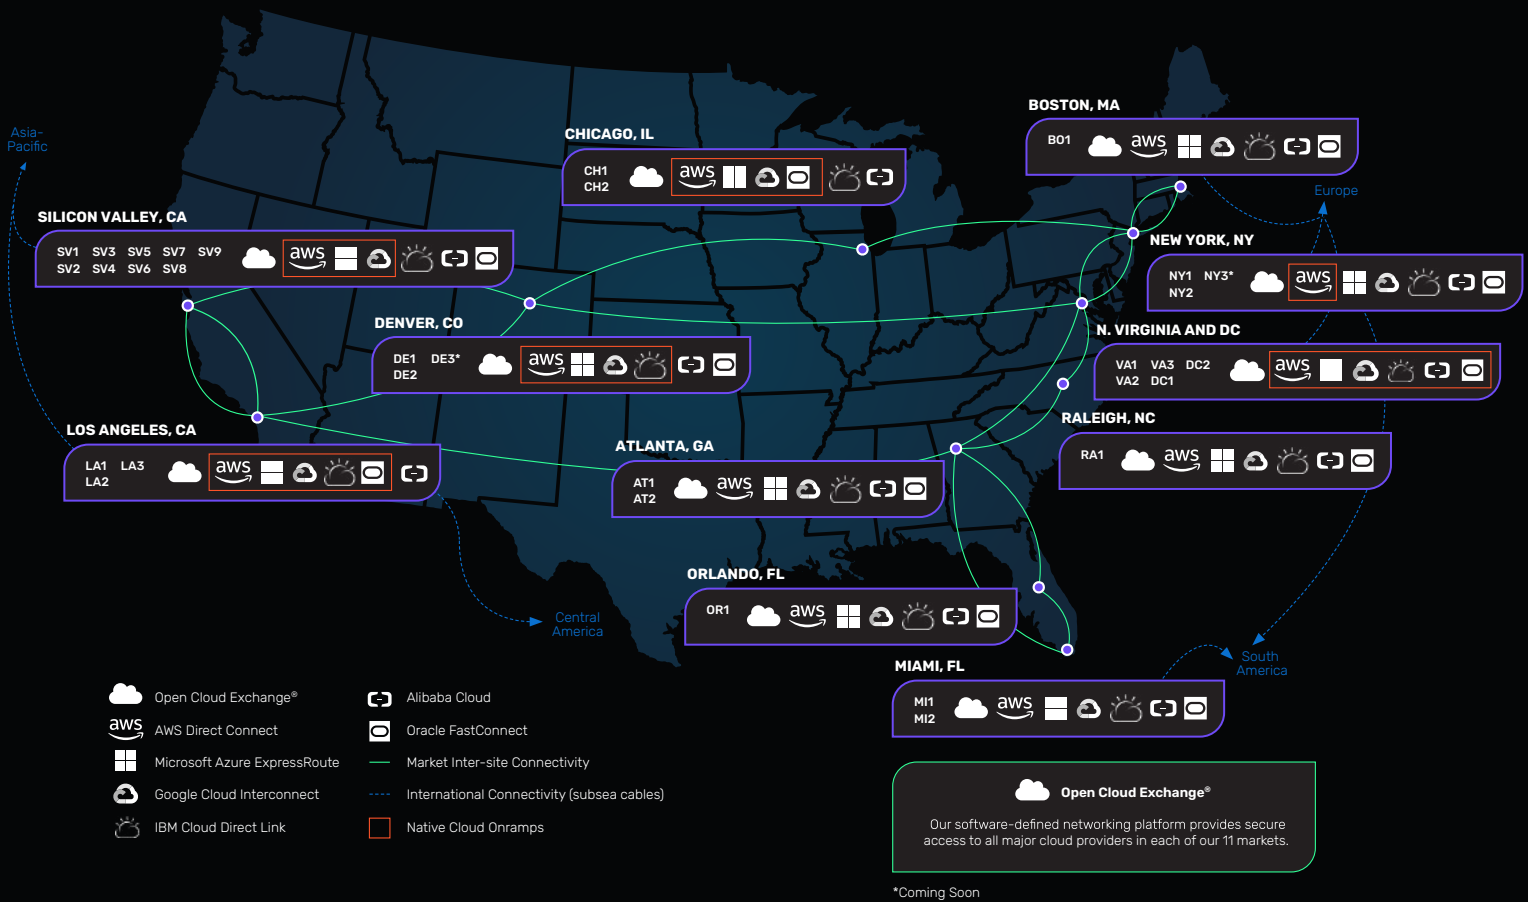 BOSTON, MA
BO1
aws
Asia-
Pacific
CHICAGO, IL
CH1
CH2
aws
Europe
SILICON VALLEY, CA
SV1 SV3 SV5 SV7 SV9
SV2 SV4 SV6 SV8
aws
NEW YORK, NY
NY1 NY3*
NY2
aws
DENVER, CO
DE1 DE3*
DE2
aws
N. VIRGINIA AND DC
VA1 VA3 DC2
VA2 DC1
aws
LOS ANGELES, CA
LA1 LA3
LA2
aws
RALEIGH, NC
RA1
aws
ATLANTA, GA
AT1
AT2
aws
ORLANDO, FL
OR1
aws
Central
America
MIAMI, FL
MI1
MI2
aws
South
America
Open Cloud Exchange®
aws AWS Direct Connect
Microsoft Azure ExpressRoute
Google Cloud Interconnect
IBM Cloud Direct Link
Alibaba Cloud
Oracle FastConnect
Market Inter-site Connectivity
International Connectivity (subsea cables)
Native Cloud Onramps
Open Cloud Exchange®
Our software-defined networking platform provides secure
access to all major cloud providers in each of our 11 markets.
*Coming Soon